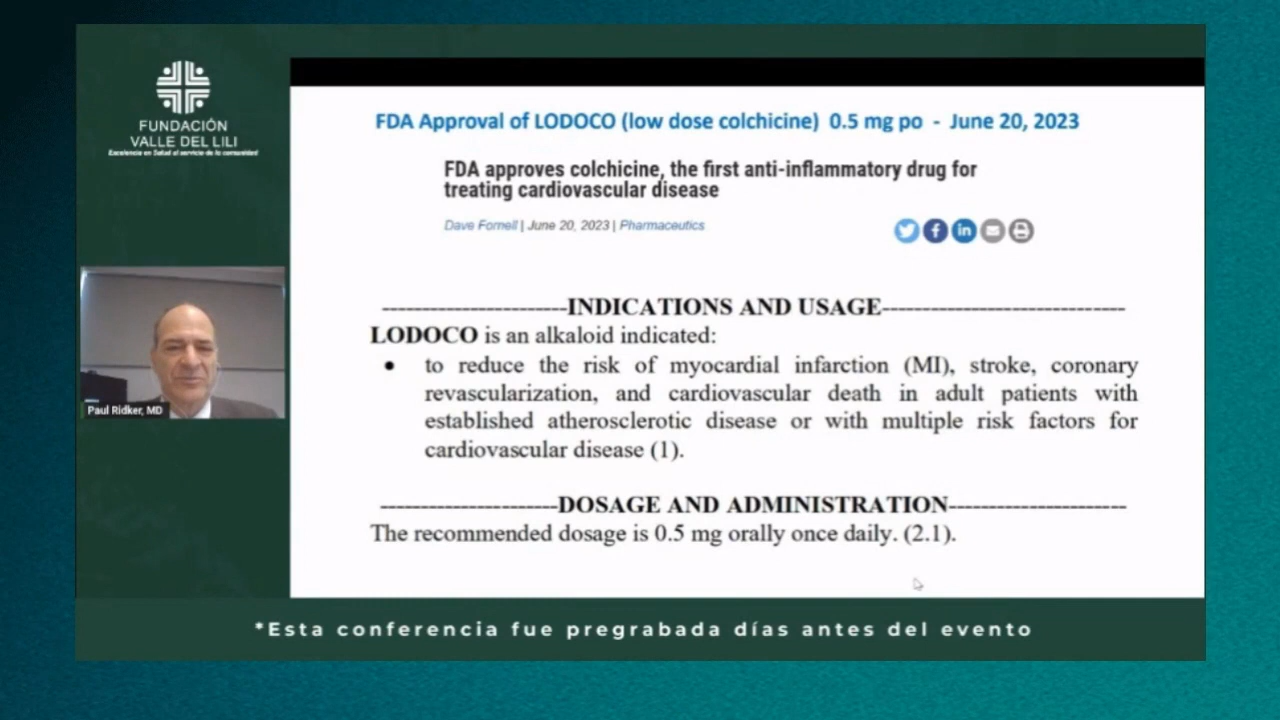 FUNDACIÓN
VALLE DEL LILI
Excelencia en Salud al servicio de la comunidad
FDA Approval of LODOCO (low dose colchicine) 0.5 mg po - June 20, 2023
FDA approves colchicine, the first anti-inflammatory drug for
treating cardiovascular disease
Dave Fornell | June 20, 2023 | Pharmaceutics
----------------------INDICATIONS AND USAGE-----------------------------
LODOCO is an alkaloid indicated:
• to reduce the risk of myocardial infarction (MI), stroke, coronary
revascularization, and cardiovascular death in adult patients with
established atherosclerotic disease or with multiple risk factors for
cardiovascular disease (1).
---------------------DOSAGE AND ADMINISTRATION---------------------
The recommended dosage is 0.5 mg orally once daily. (2.1).
Paul Ridker, MD
*Esta conferencia fue pregrabada días antes del evento